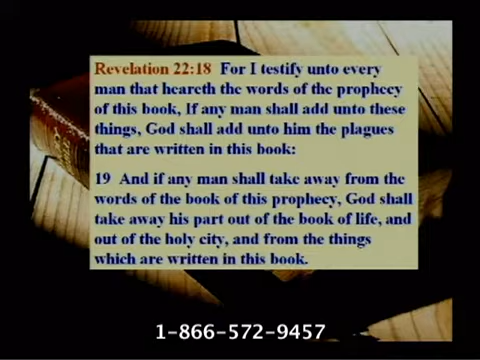 Revelation 22:18 For I testify unto every
man that heareth the words of the prophecy
of this book, If any man shall add unto these
things, God shall add unto him the plagues
that are written in this book:
19 And if any man shall take away from the
words of the book of this prophecy, God shall
take away his part out of the book of life, and
out of the holy city, and from the things
which are written in this book.
1-866-572-9457